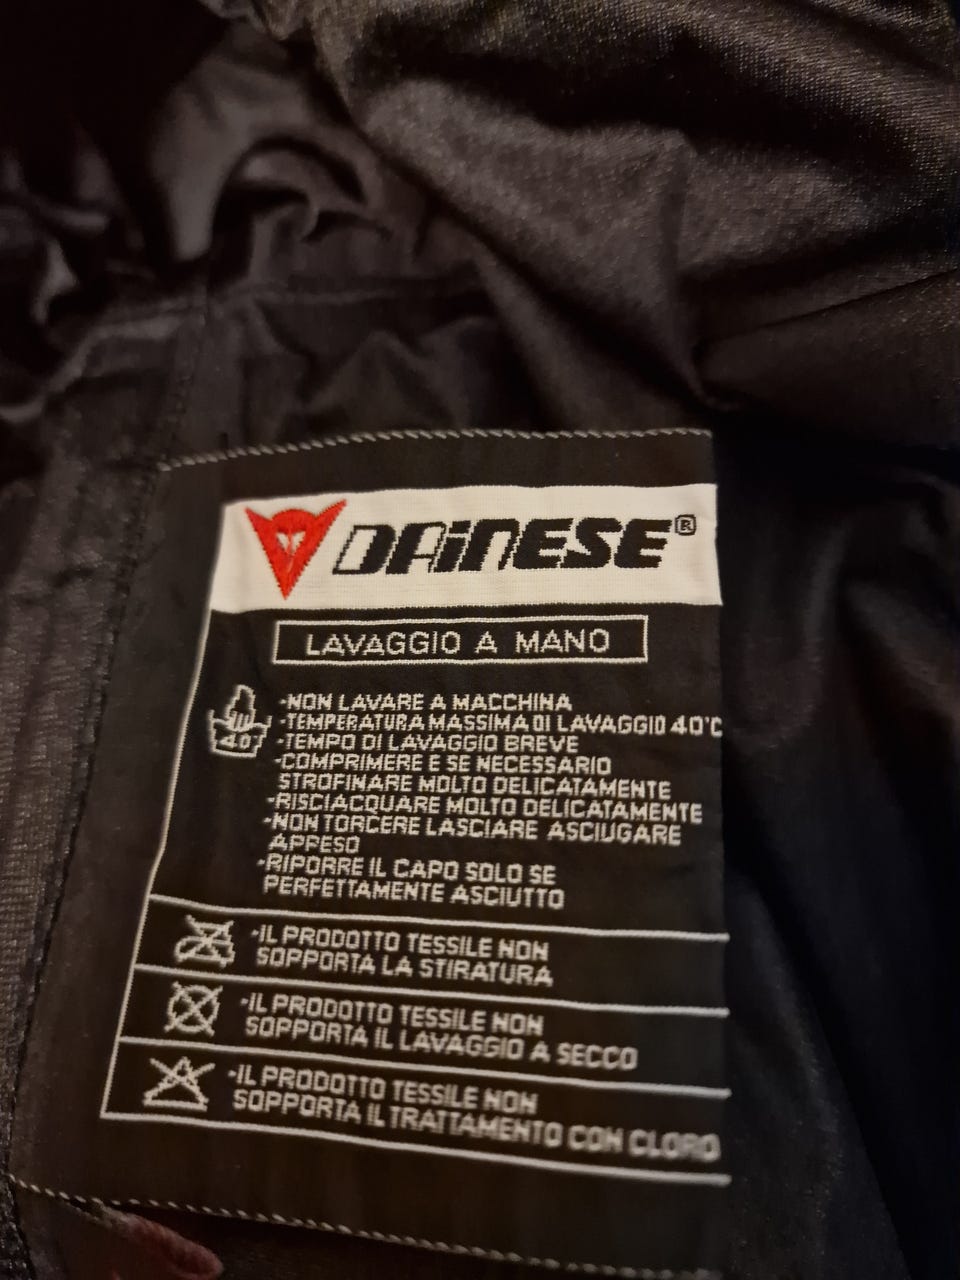 DAiNESE®
LAVAGGIO A MANO
-NON LAVARE A MACCHINA
-TEMPERATURA MASSIMA DI LAVAGGIO 40°C
40°
-TEMPO DI LAVAGGIO BREVE
-COMPRIMERE E SE NECESSARIO
STROFINARE MOLTO DELICATAMENTE
-RISCIACQUARE MOLTO DELICATAMENTE
-NON TORCERE LASCIARE ASCIUGARE
APPESO
-RIPORRE IL CAPO SOLO SE
PERFETTAMENTE ASCIUTTO
-IL PRODOTTO TESSILE NON
SOPPORTA LA STIRATURA
-IL PRODOTTO TESSILE NON
SOPPORTA IL LAVAGGIO A SECCO
-IL PRODOTTO TESSILE NON
SOPPORTA IL TRATTAMENTO CON CLORO